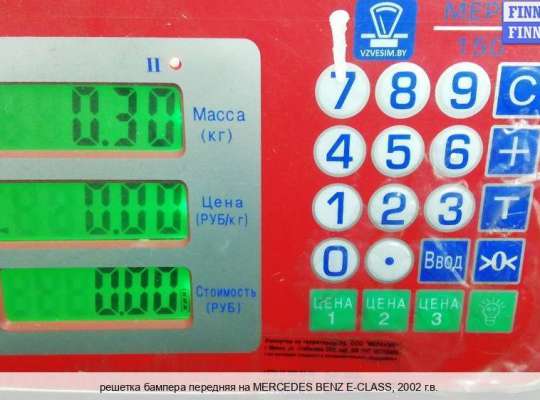 FINN
FINN
VZVESIM.BY
МЕРА
150
II
0.30
Масса
(кг)
0.00
Цена
(РУБ/кг)
0.00
Стоимость
(РУБ)
7 8 9 C
4 5 6 +
1 2 3 T
0 . Ввод >0<
ЦЕНА 1 ЦЕНА 2 ЦЕНА 3
решетка бампера передняя на MERCEDES BENZ E-CLASS, 2002 г.в.